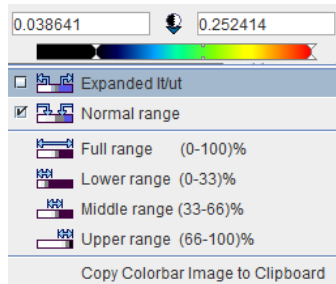 0.038641 0.252414
Expanded lt/ut
Normal range
Full range (0-100)%
Lower range (0-33)%
Middle range (33-66)%
Upper range (66-100)%
Copy Colorbar Image to Clipboard